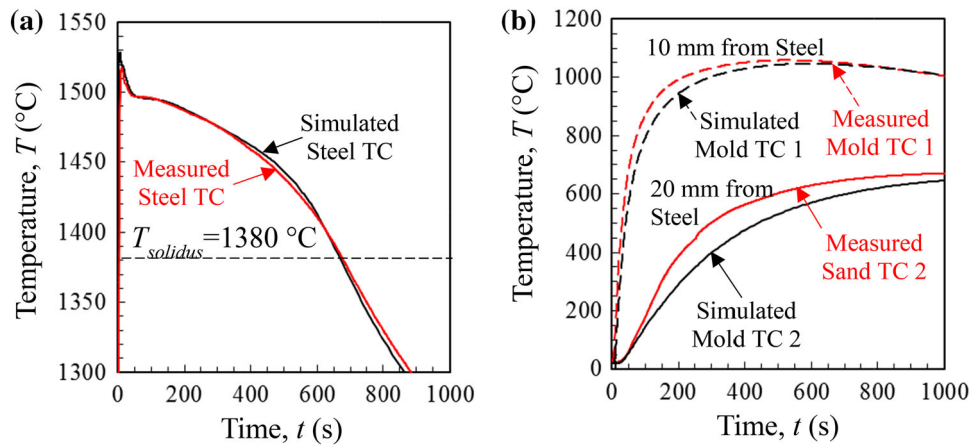 (a)
1550
1500
1450
1400
1350
1300
0
200
400
600
800
1000
Temperature, T (°C)
Time, t (s)
Simulated
Steel TC
Measured
Steel TC
T_solidus=1380 °C
(b)
1200
1000
800
600
400
200
0
0
200
400
600
800
1000
Temperature, T (°C)
Time, t (s)
10 mm from Steel
Simulated
Mold TC 1
Measured
Mold TC 1
20 mm from
Steel
Measured
Sand TC 2
Simulated
Mold TC 2